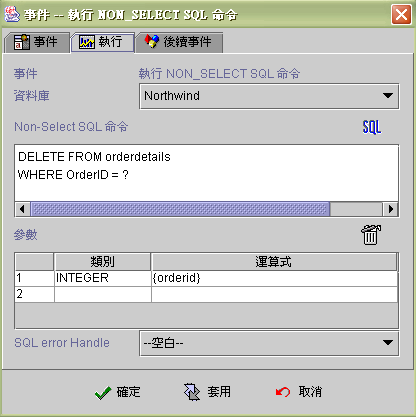 事件 -- 執行 NON_SELECT SQL 命令
事件 執行 後續事件
事件 執行 NON_SELECT SQL 命令
資料庫 Northwind
Non-Select SQL 命令 SQL
DELETE FROM orderdetails
WHERE OrderID = ?
參數
類別 運算式
1 INTEGER {orderid}
2
SQL error Handle --空白--
確定 套用 取消